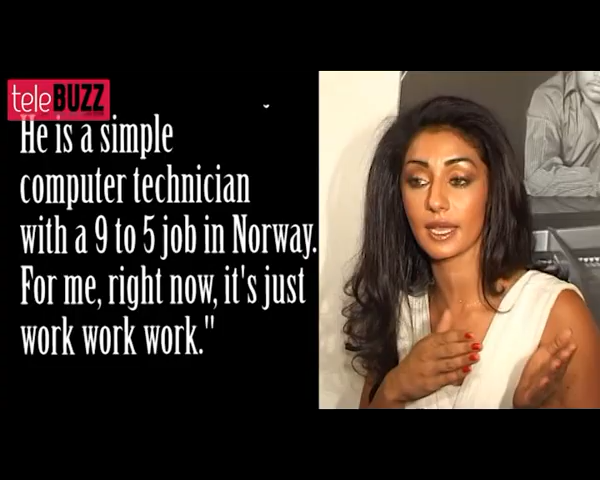 teleBUZZ
He is a simple
computer technician
with a 9 to 5 job in Norway.
For me, right now, it's just
work work work."